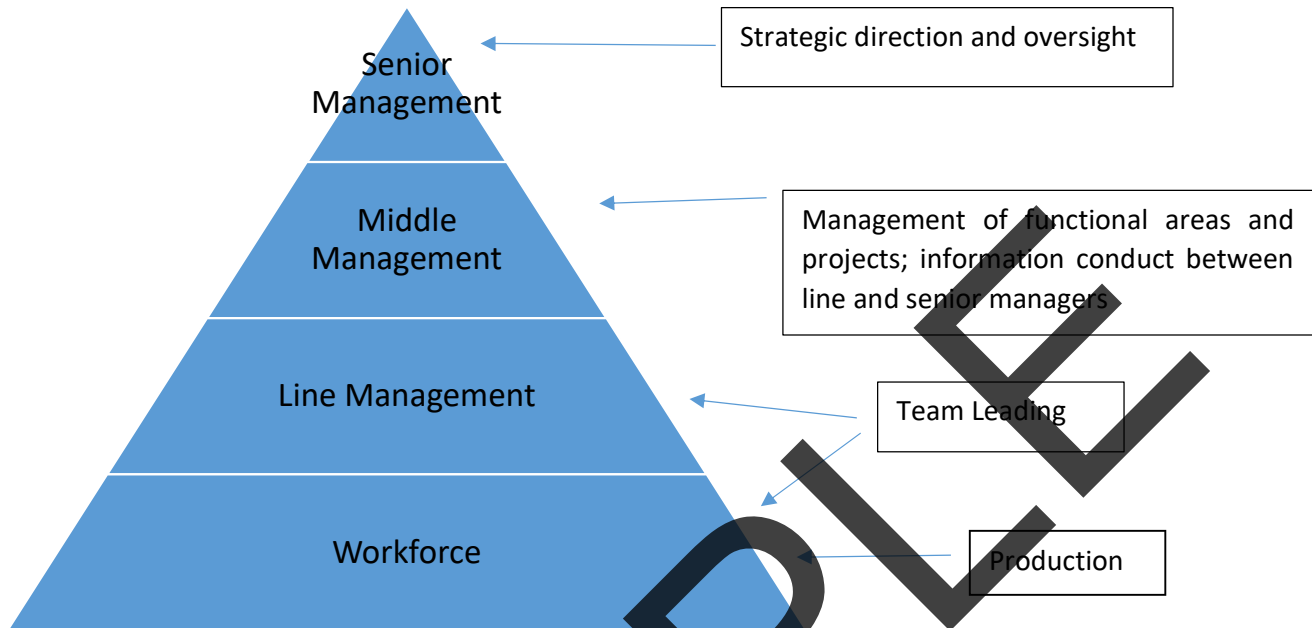 Senior
Management
Strategic direction and oversight
Middle
Management
Management of functional areas and
projects; information conduct between
line and senior managers
Line Management
Team Leading
Workforce
Production
PLE